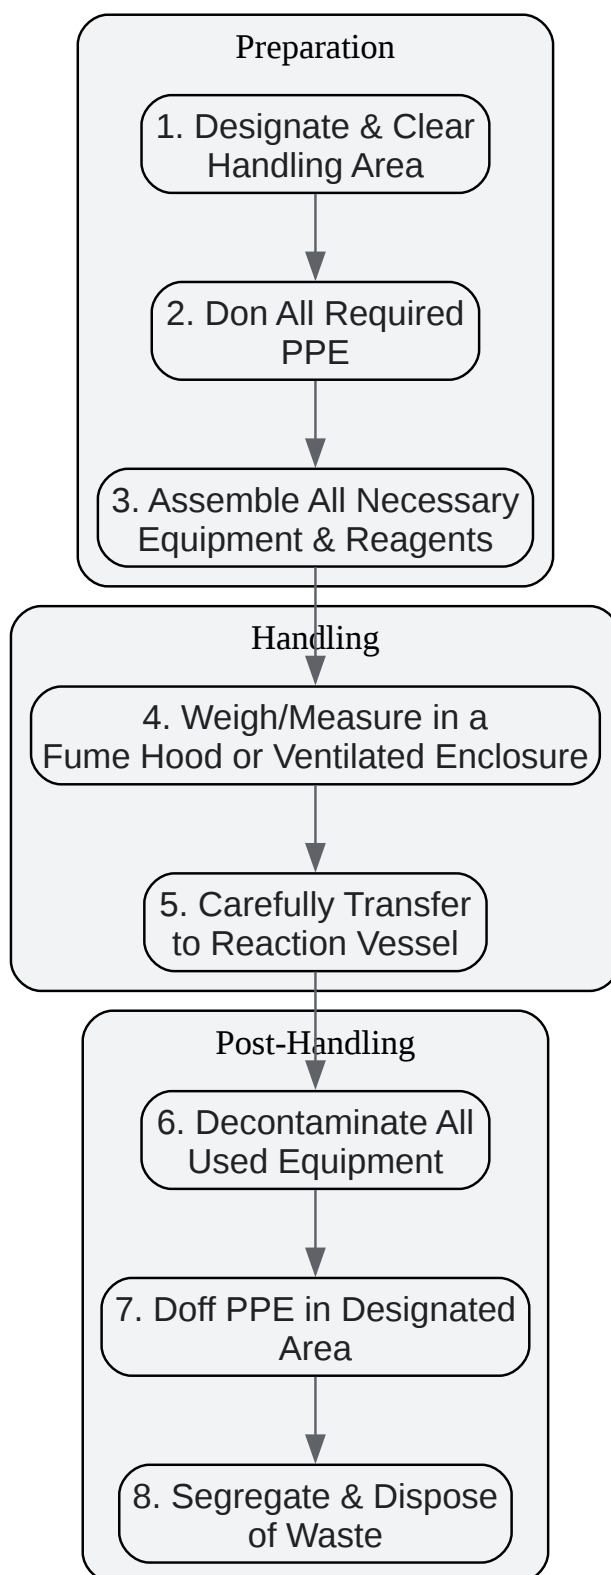 Preparation
1. Designate & Clear
Handling Area
2. Don All Required
PPE
3. Assemble All Necessary
Equipment & Reagents
Handling
4. Weigh/Measure in a
Fume Hood or Ventilated Enclosure
5. Carefully Transfer
to Reaction Vessel
Post-Handling
6. Decontaminate All
Used Equipment
7. Doff PPE in Designated
Area
8. Segregate & Dispose
of Waste